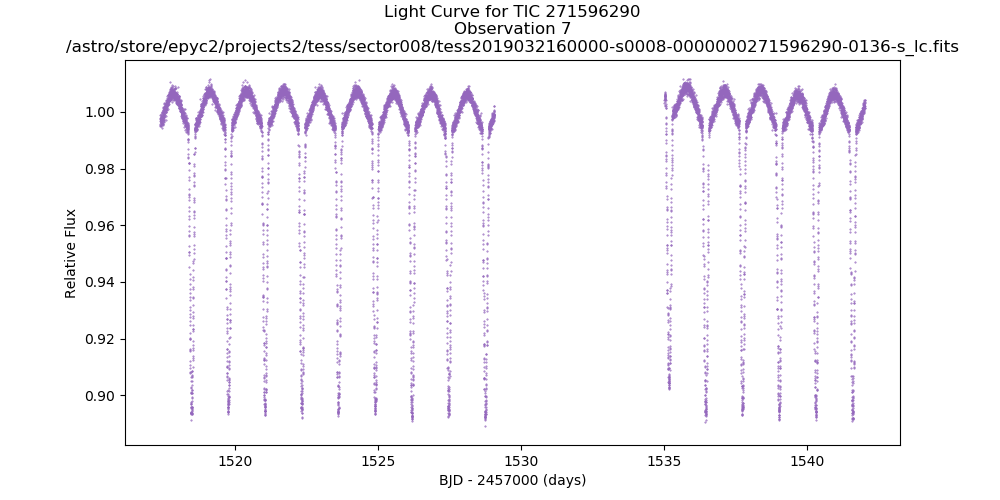 Light Curve for TIC 271596290
Observation 7
/astro/store/epyc2/projects2/tess/sector008/tess2019032160000-s0008-0000000271596290-0136-s_lc.fits
1.00
0.98
0.96
0.94
0.92
0.90
Relative Flux
1520
1525
1530
1535
1540
BJD - 2457000 (days)